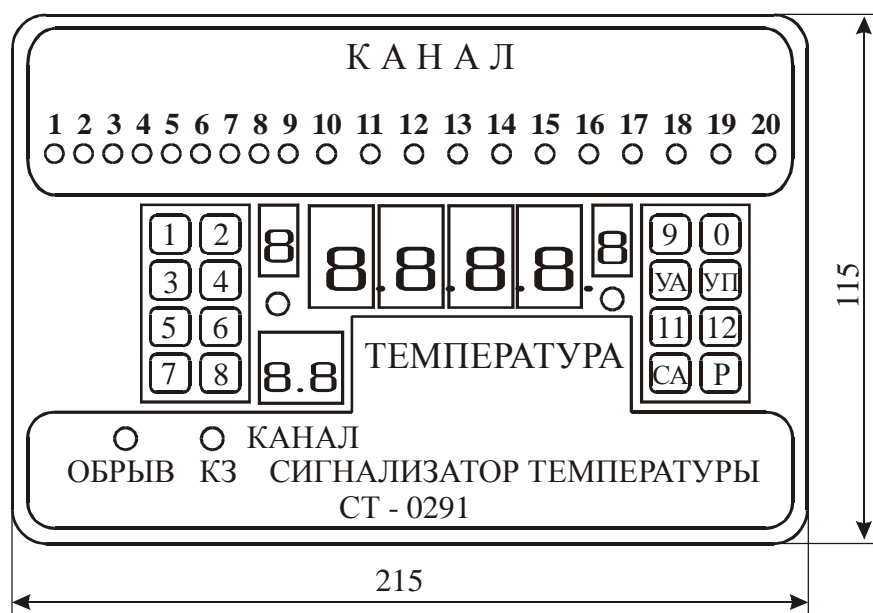 К А Н А Л
1 2 3 4 5 6 7 8 9 10 11 12 13 14 15 16 17 18 19 20
1 2 8 8.8.8.8. 8 9 0
3 4 УА УП
5 6 11 12
7 8 8.8 ТЕМПЕРАТУРА СА Р
115
КАНАЛ
ОБРЫВ КЗ СИГНАЛИЗАТОР ТЕМПЕРАТУРЫ
СТ - 0291
215